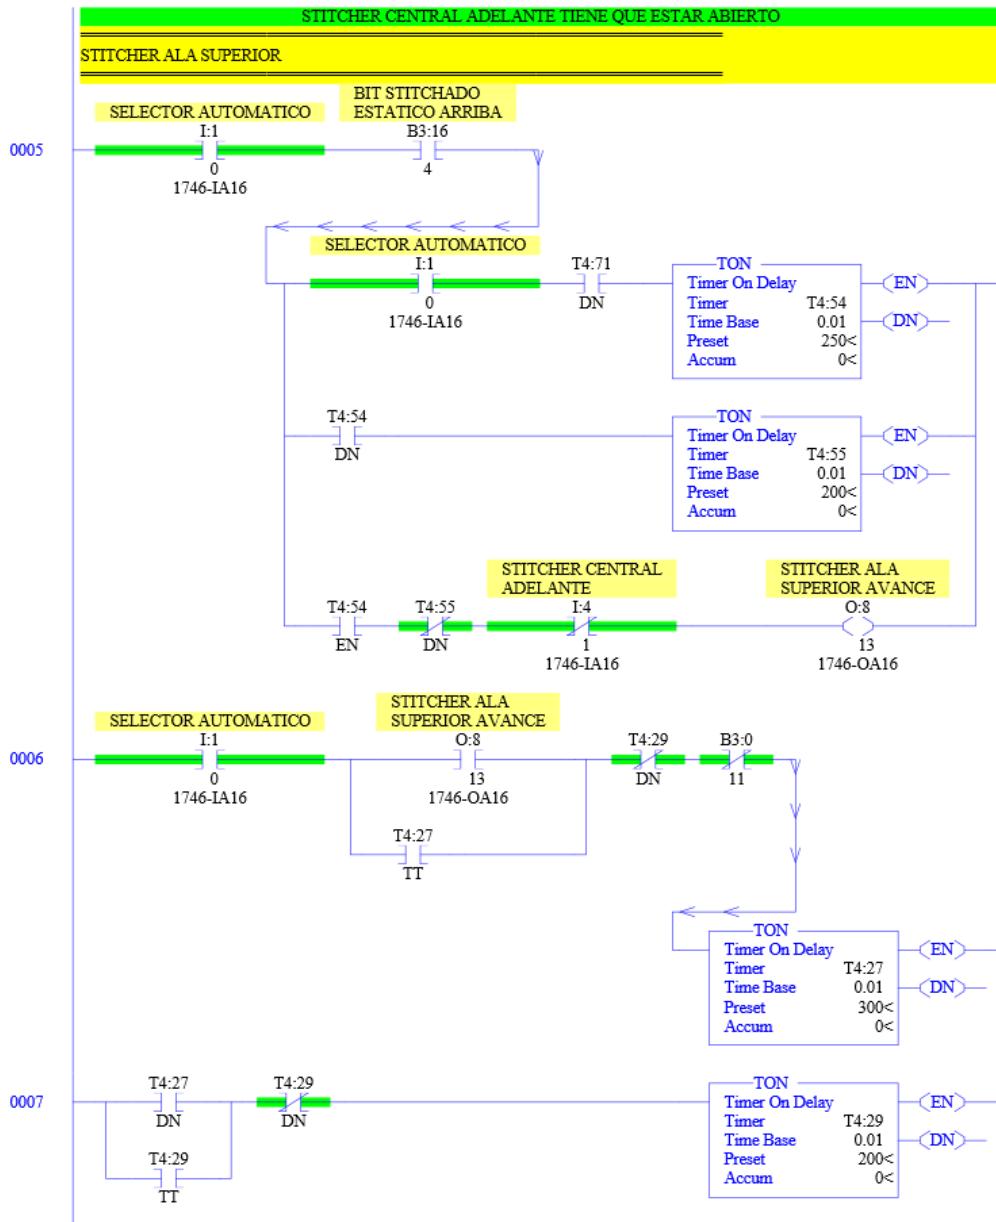 STITCHER CENTRAL ADELANTE TIENE QUE ESTAR ABIERTO
STITCHER ALA SUPERIOR
BIT STITCHADO
SELECTOR AUTOMATICO ESTATICO ARRIBA
I:1 B3:16
0005
0 4
1746-IA16
SELECTOR AUTOMATICO
I:1 T4:71 TON
Timer On Delay EN
0 DN Timer T4:54
1746-IA16 Time Base 0.01 DN
Preset 250<
Accum 0<
T4:54 TON
Timer On Delay EN
DN Timer T4:55
Time Base 0.01 DN
Preset 200<
Accum 0<
STITCHER CENTRAL STITCHER ALA
ADELANTE SUPERIOR AVANCE
T4:54 T4:55 I:4 O:8
EN DN 1 13
1746-IA16 1746-OA16
STITCHER ALA
SELECTOR AUTOMATICO SUPERIOR AVANCE
I:1 O:8 T4:29 B3:0
0006
0 13 DN 11
1746-IA16 1746-OA16
T4:27
TT
TON
Timer On Delay EN
Timer T4:27
Time Base 0.01 DN
Preset 300<
Accum 0<
T4:27 T4:29 TON
0007 Timer On Delay EN
DN DN Timer T4:29
Time Base 0.01 DN
T4:29 Preset 200<
Accum 0<
TT